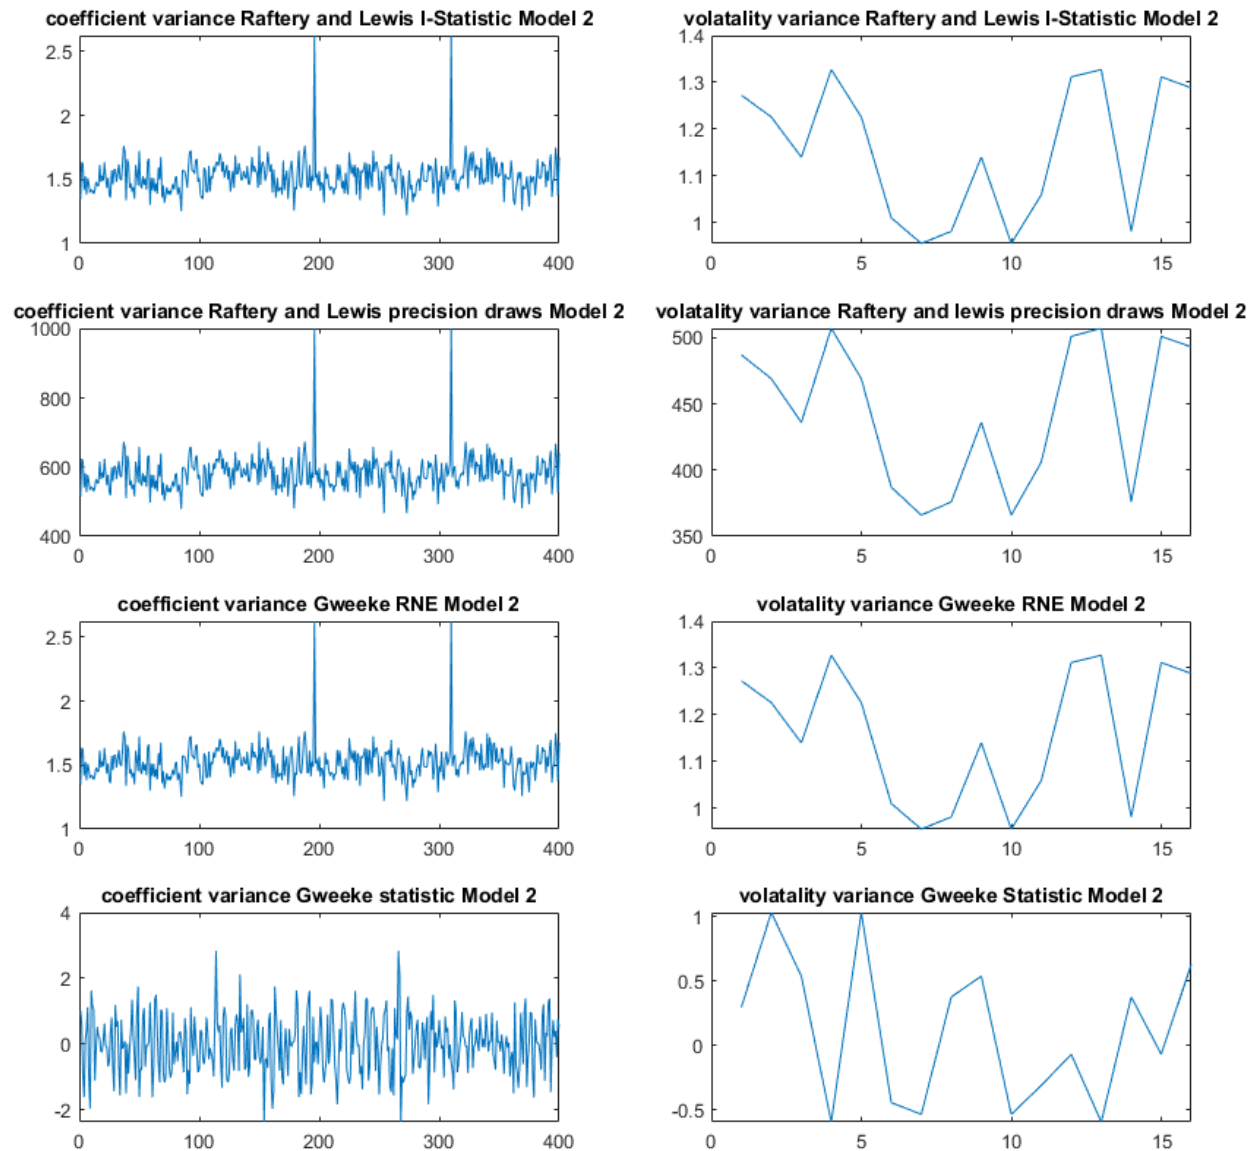 coefficient variance Raftery and Lewis I-Statistic Model 2
2.5
2
1.5
1
0 100 200 300 400
volatality variance Raftery and Lewis I-Statistic Model 2
1.4
1.3
1.2
1.1
1
0 5 10 15
coefficient variance Raftery and Lewis precision draws Model 2
1000
800
600
400
0 100 200 300 400
volatality variance Raftery and lewis precision draws Model 2
500
450
400
350
0 5 10 15
coefficient variance Gweeke RNE Model 2
2.5
2
1.5
1
0 100 200 300 400
volatality variance Gweeke RNE Model 2
1.4
1.3
1.2
1.1
1
0 5 10 15
coefficient variance Gweeke statistic Model 2
4
2
0
-2
0 100 200 300 400
volatality variance Gweeke Statistic Model 2
1
0.5
0
-0.5
0 5 10 15